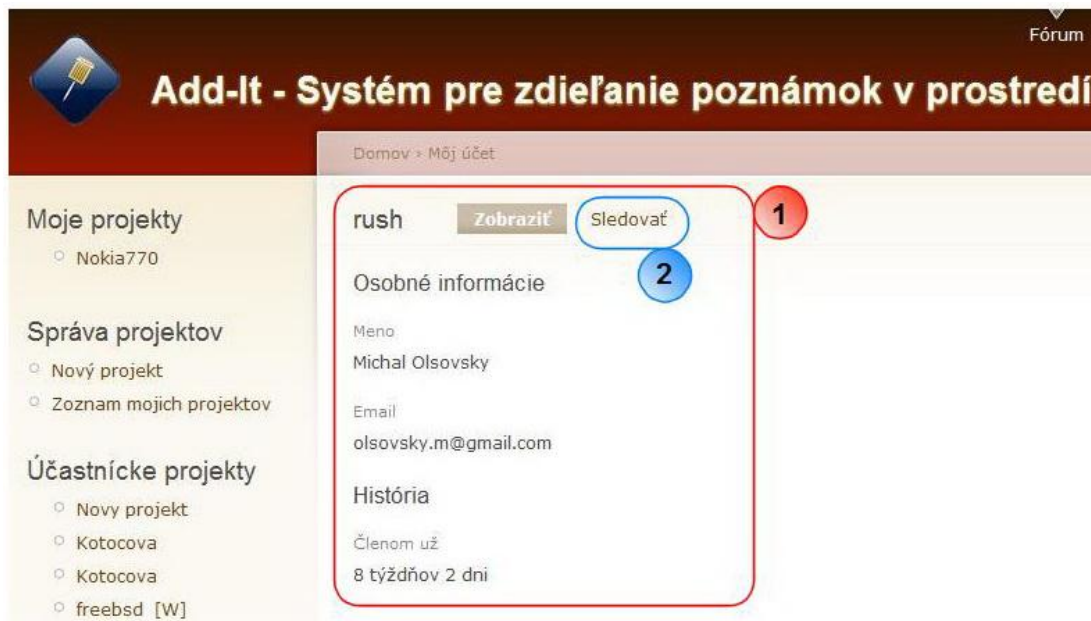 Fórum
Add-It - Systém pre zdieľanie poznámok v prostredí
Domov › Môj účet
Moje projekty
Nokia770
Správa projektov
Nový projekt
Zoznam mojich projektov
Účastnícke projekty
Novy projekt
Kotocova
Kotocova
freebsd [W]
rush Zobraziť Sledovať 1
2
Osobné informácie
Meno
Michal Olsovsky
Email
olsovsky.m@gmail.com
História
Členom už
8 týždňov 2 dni